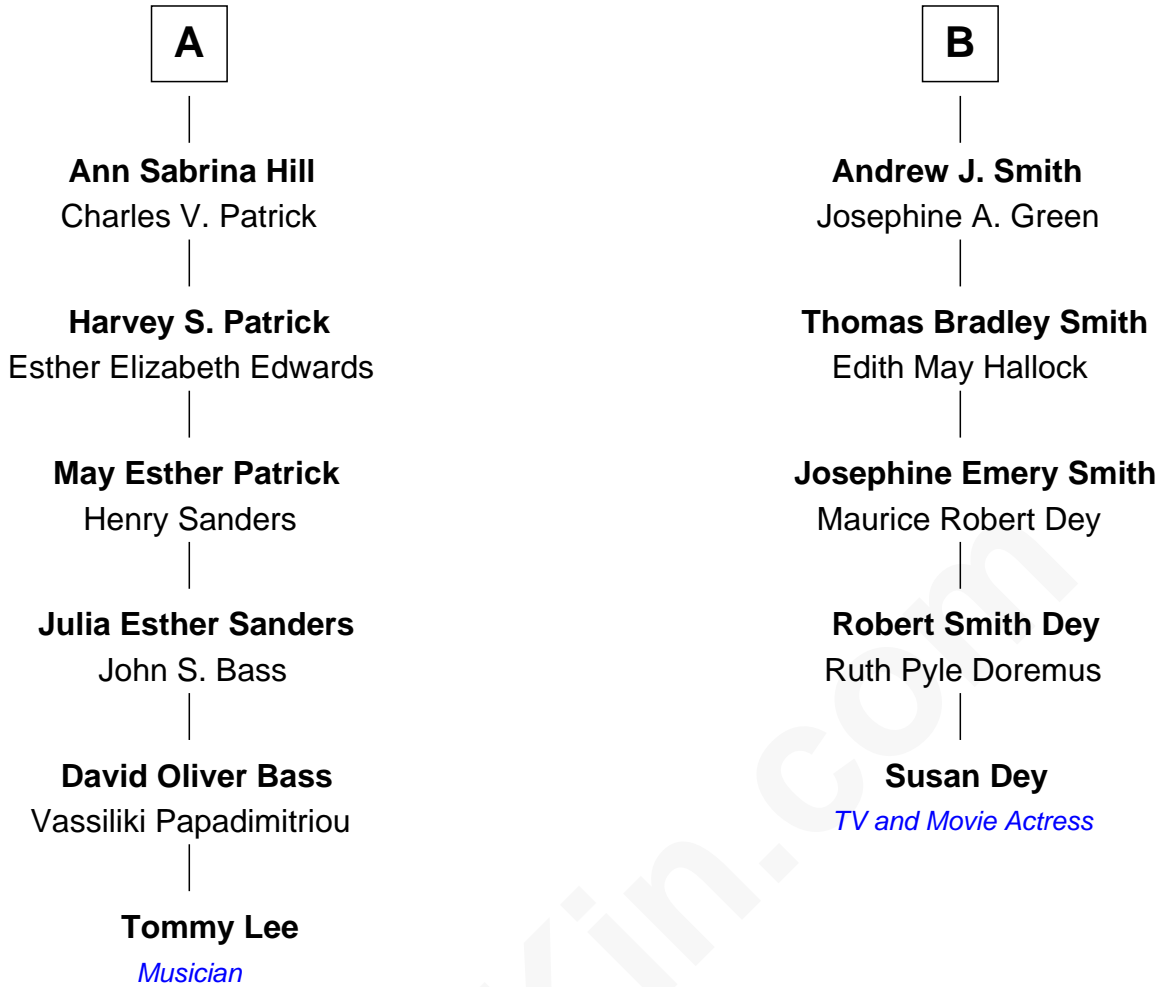 A
Ann Sabrina Hill
Charles V. Patrick
Harvey S. Patrick
Esther Elizabeth Edwards
May Esther Patrick
Henry Sanders
Julia Esther Sanders
John S. Bass
David Oliver Bass
Vassiliki Papadimitriou
Tommy Lee
Musician
B
Andrew J. Smith
Josephine A. Green
Thomas Bradley Smith
Edith May Hallock
Josephine Emery Smith
Maurice Robert Dey
Robert Smith Dey
Ruth Pyle Doremus
Susan Dey
TV and Movie Actress
Kin.com